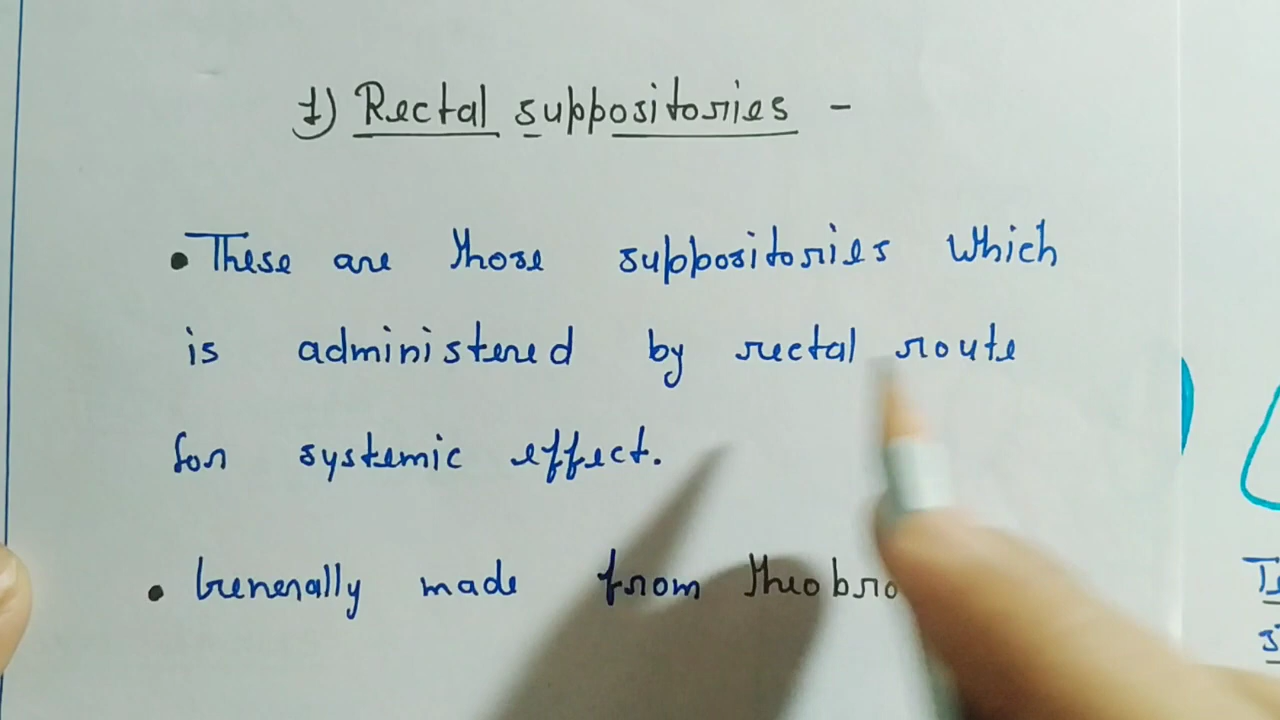 1) Rectal suppositories -
• These are those suppositories which
is administered by rectal route
for systemic effect.
• Generally made from theobro